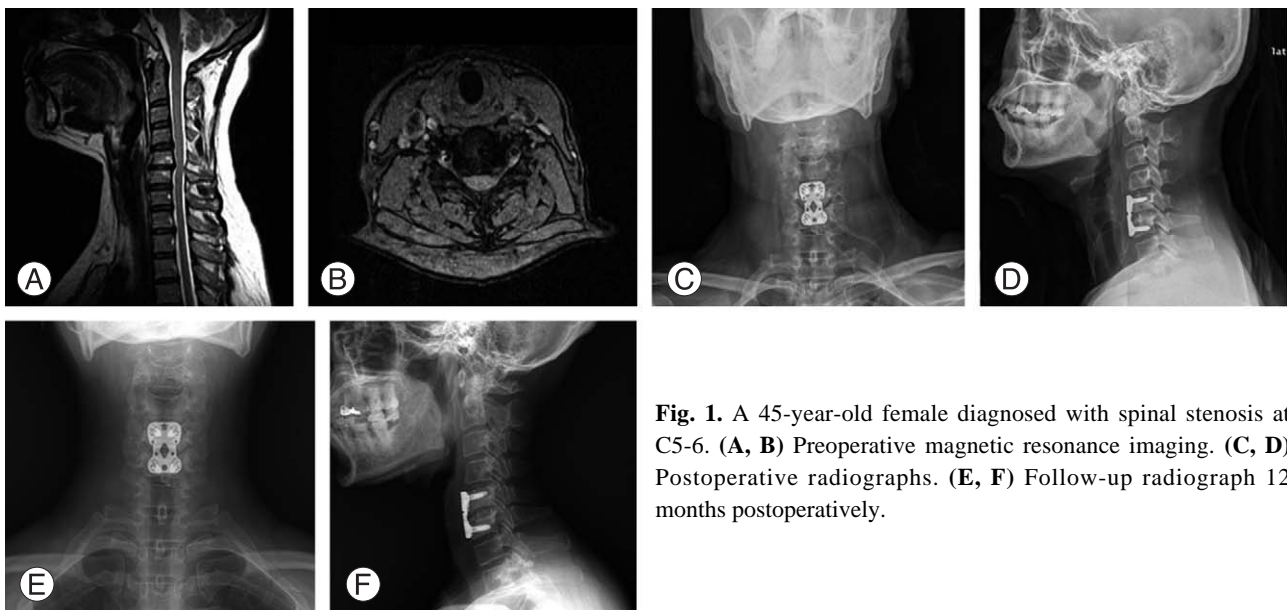 lat
A
B
C
D
E
F
Fig. 1. A 45-year-old female diagnosed with spinal stenosis at
C5-6. (A, B) Preoperative magnetic resonance imaging. (C, D)
Postoperative radiographs. (E, F) Follow-up radiograph 12
months postoperatively.